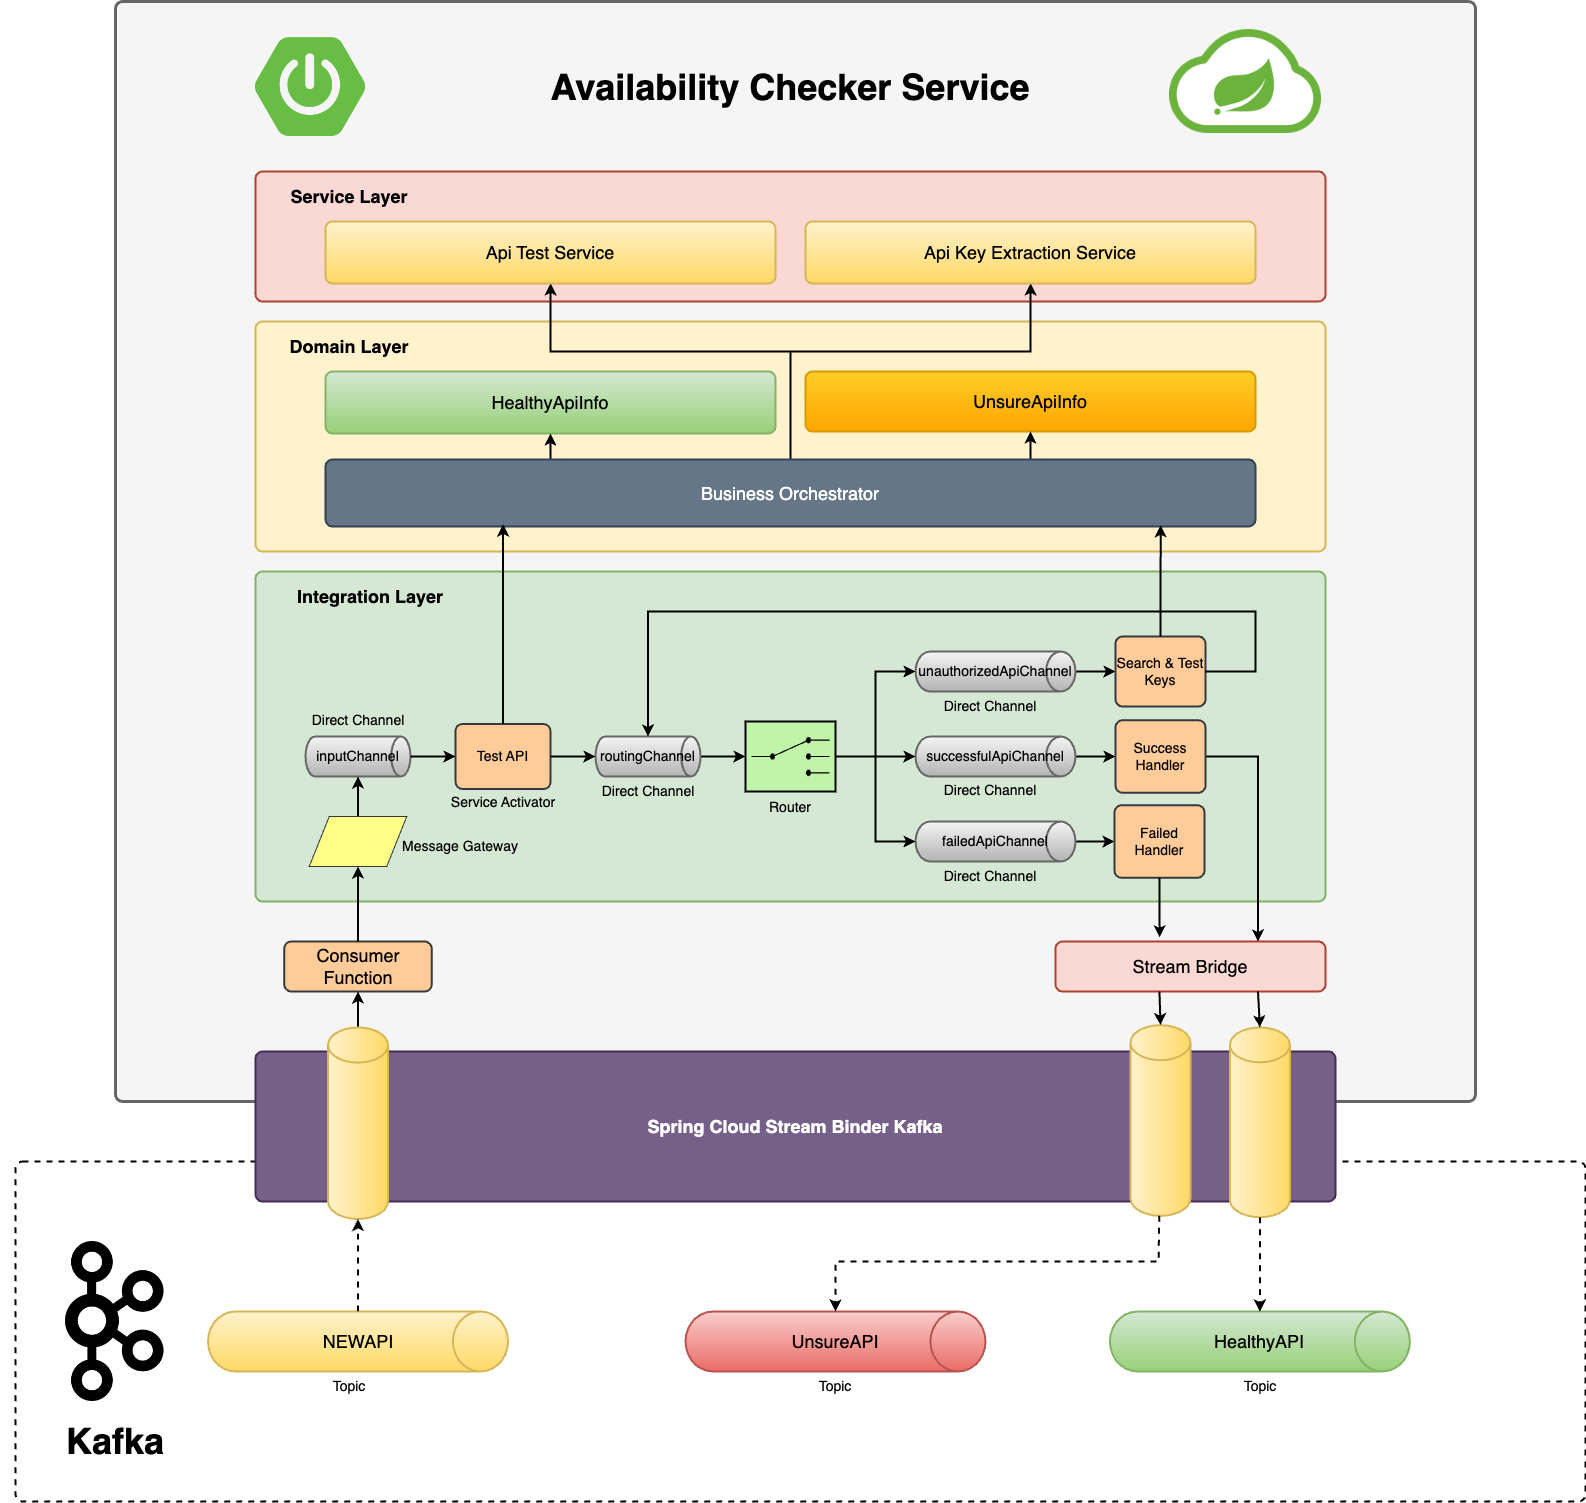 Availability Checker Service
Service Layer
Api Test Service
Api Key Extraction Service
Domain Layer
HealthyApiInfo
UnsureApiInfo
Business Orchestrator
Integration Layer
unauthorizedApiChannel
Direct Channel
Search & Test
Keys
Direct Channel
inputChannel
Test API
Service Activator
routingChannel
Direct Channel
Router
successfulApiChannel
Direct Channel
Success
Handler
Message Gateway
failedApiChannel
Direct Channel
Failed
Handler
Consumer
Function
Stream Bridge
Spring Cloud Stream Binder Kafka
NEWAPI
Topic
UnsureAPI
Topic
HealthyAPI
Topic
Kafka